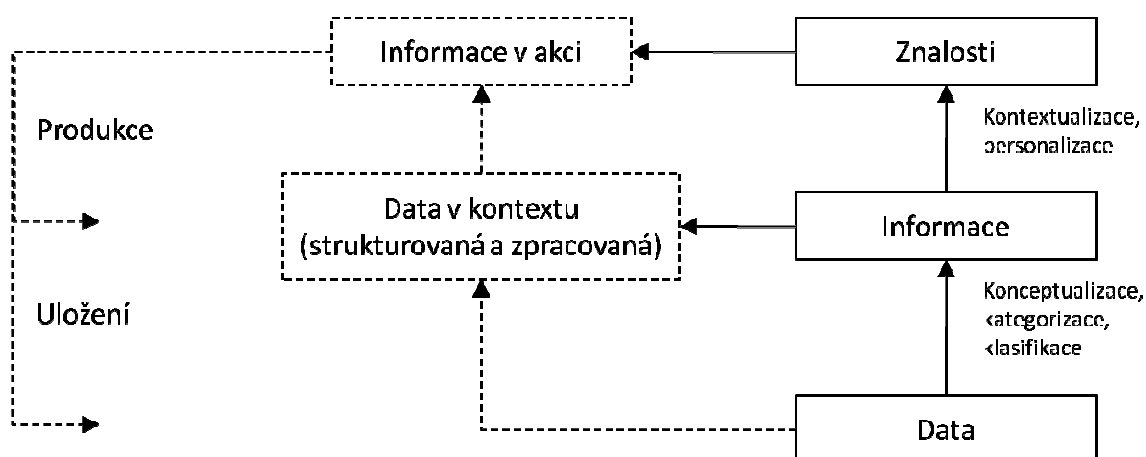 Informace v akci
Znalosti
Produkce
Kontextualizace,
personalizace
Data v kontextu
(strukturovaná a zpracovaná)
Informace
Uložení
Konceptualizace,
kategorizace,
klasifikace
Data